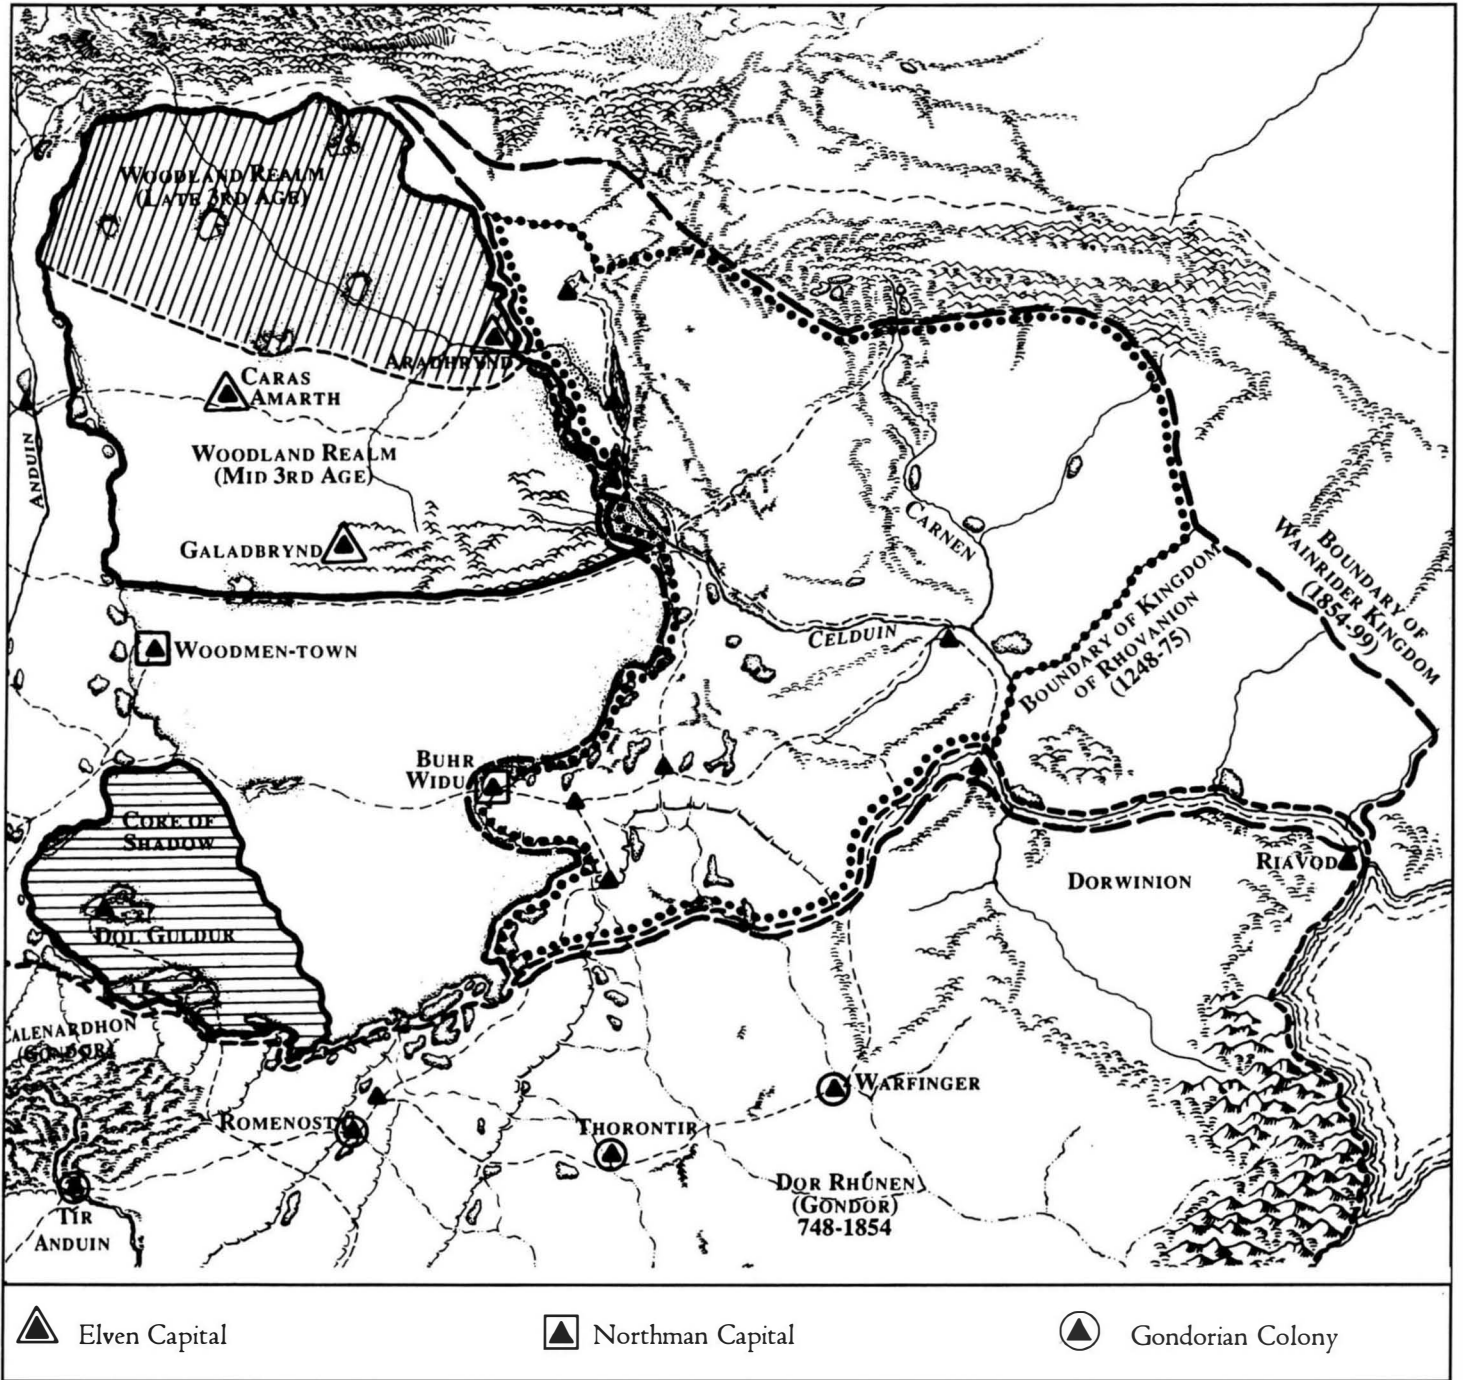 WOODLAND REALM
(LATE 3RD AGE)
ARADHRYND
CARAS
AMARTH
ANDUIN
WOODLAND REALM
(MID 3RD AGE)
GALADBRYND
CARNEN
CELDUIN
BOUNDARY OF
WAINRIDER KINGDOM
(1854-99)
BOUNDARY OF KINGDOM
OF RHOVANION
(1248-75)
WOODMEN-TOWN
BUHR
WIDU
CORE OF
SHADOW
DOL GULDUR
RIAVOD
DORWINION
CALENARDHON
(GONDOR)
WARFINGER
ROMENOST
THORONTIR
DOR RHÚNEN
(GONDOR)
748-1854
TIR
ANDUIN
Elven Capital
Northman Capital
Gondorian Colony